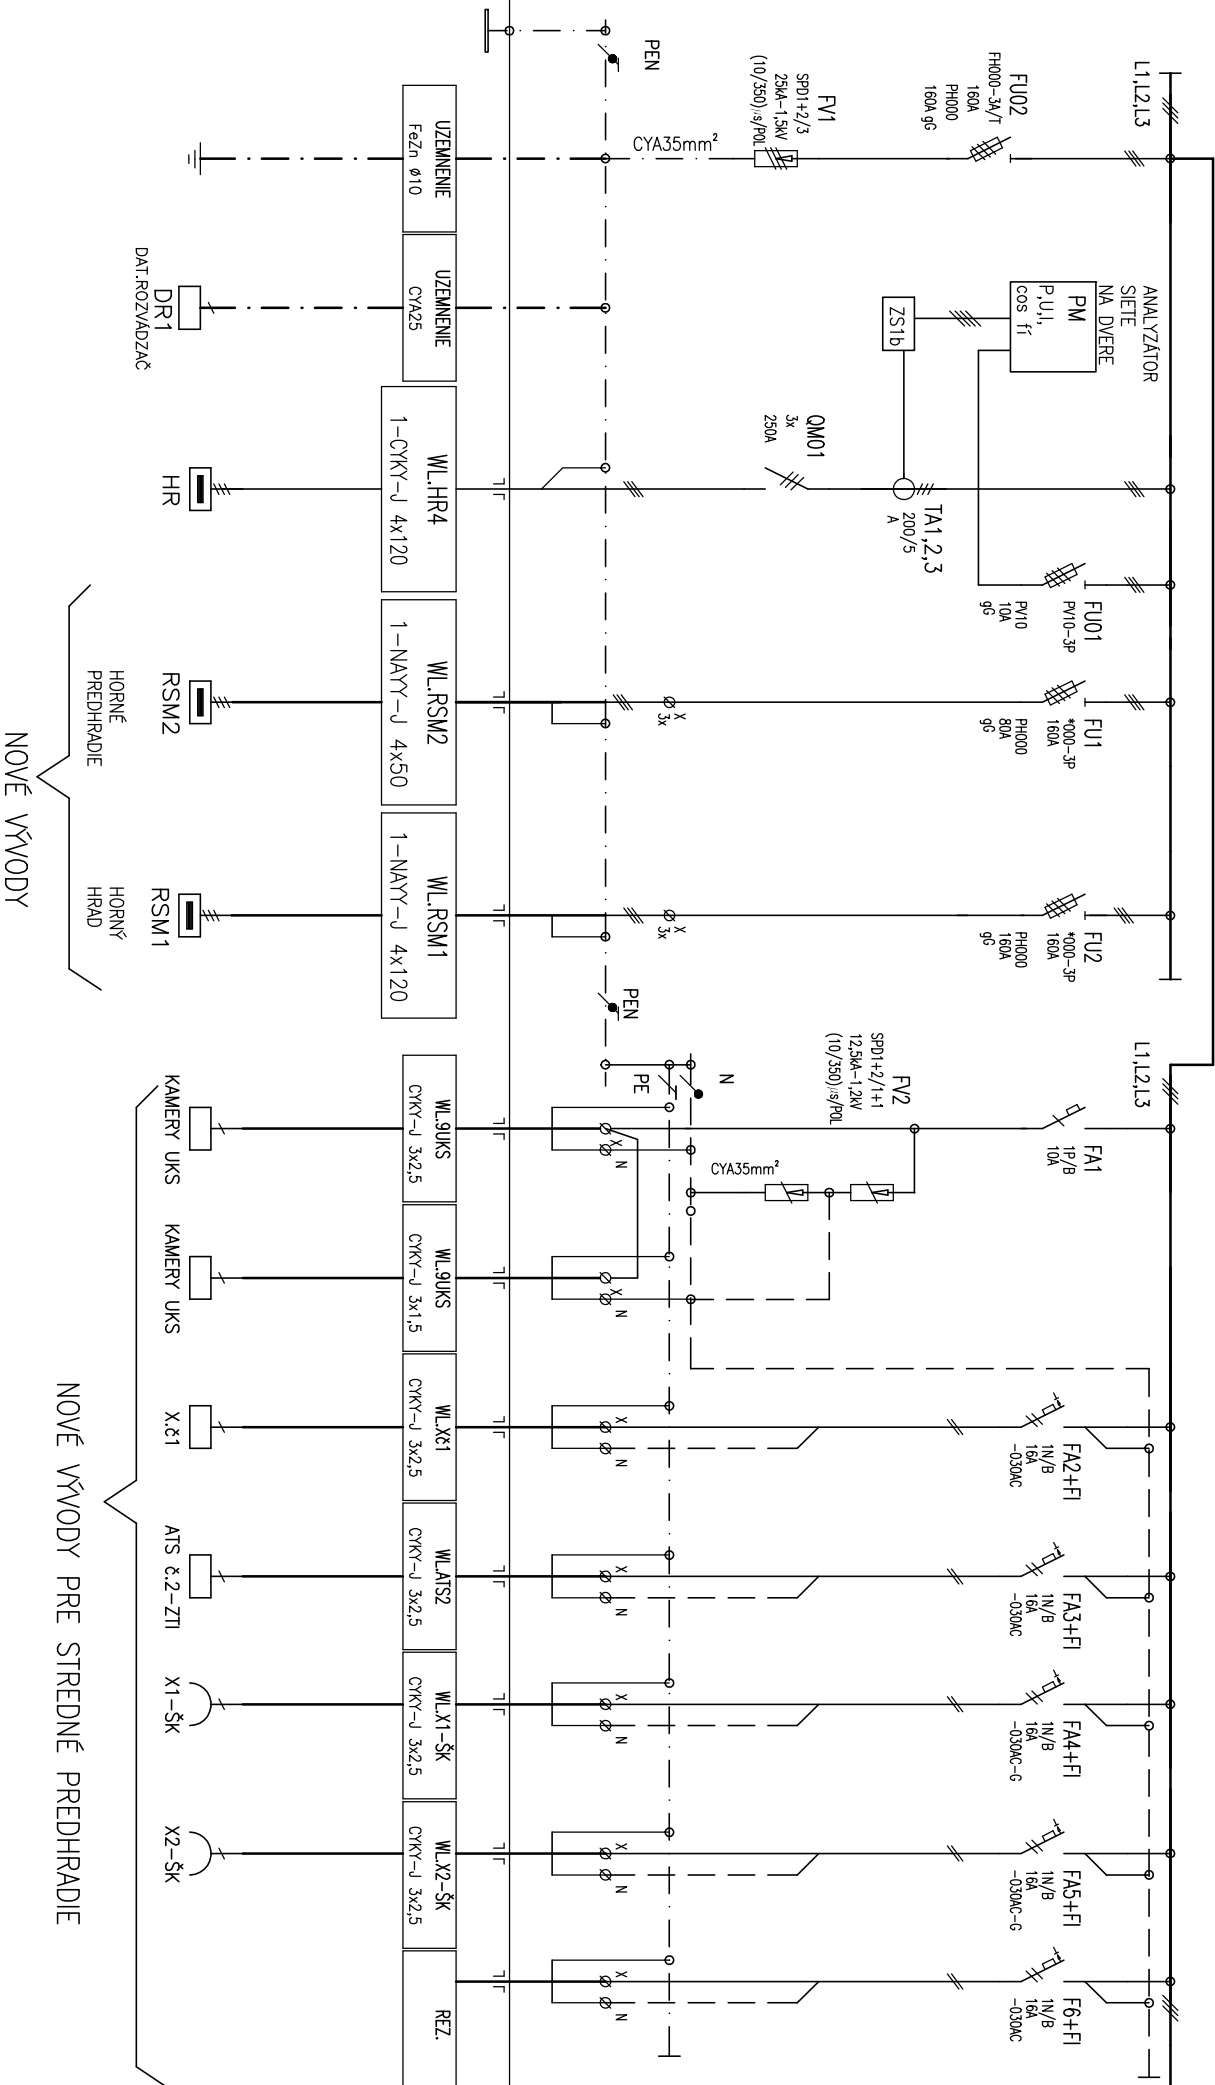 L1,L2,L3
FU02
FH000-3A/T
160A
PH000
160A gG
FV1
SPD1+2/3
25kA-1,5kV
(10/350)µs/PÓL
CYA35mm²
PEN
UZEMNENIE
FeZn ø10
UZEMNENIE
CYA25
DR1
DAT.ROZVÁDZAČ
ANALYZÁTOR
SIETE
NA DVERE
PM
P,U,I,
cos fí
ZS1b
TA1,2,3
200/5
A
QM01
3x
250A
WL.HR4
1-CYKY-J 4x120
HR
FU01
PV10-3P
PV10
10A
gG
FU1
*000-3P
160A
PH000
80A
gG
X
3x
WL.RSM2
1-NAYY-J 4x50
RSM2
HORNÉ
PREDHRADIE
FU2
*000-3P
160A
PH000
160A
gG
X
3x
WL.RSM1
1-NAYY-J 4x120
RSM1
HORNÝ
HRAD
NOVÉ VÝVODY
PEN
L1,L2,L3
FA1
1P/B
10A
FV2
SPD1+2/1+1
12,5kA-1,2kV
(10/350)µs/PÓL
CYA35mm²
N
PE
X
N
WL.9UKS
CYKY-J 3x2,5
KAMERY UKS
X
N
WL.9UKS
CYKY-J 3x1,5
KAMERY UKS
FA2+FI
1N/B
16A
-030AC
X
N
WL.Xč1
CYKY-J 3x2,5
X.č1
FA3+FI
1N/B
16A
-030AC
X
N
WL.ATS2
CYKY-J 3x2,5
ATS č.2-ZTI
FA4+FI
1N/B
16A
-030AC-G
X
N
WL.X1-ŠK
CYKY-J 3x2,5
X1-ŠK
FA5+FI
1N/B
16A
-030AC-G
X
N
WL.X2-ŠK
CYKY-J 3x2,5
X2-ŠK
F6+FI
1N/B
16A
-030AC
X
N
REZ.
NOVÉ VÝVODY PRE STREDNÉ PREDHRADIE